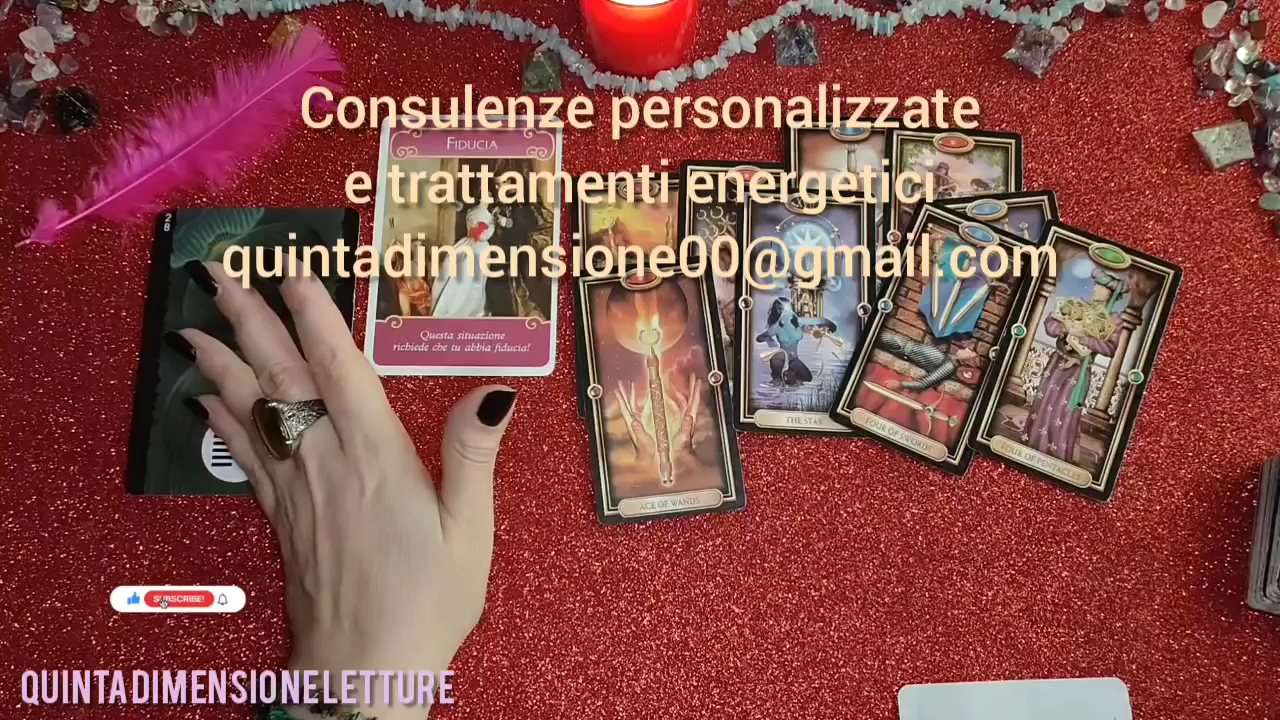 Consulenze personalizzate
e trattamenti energetici
quintadimensione00@gmail.com
FIDUCIA
Questa situazione
richiede che tu abbia fiducia!
28
ACE OF WANDS
THE STAR
FOUR OF SWORDS
FOUR OF PENTACLES
SUBSCRIBE!
QUINTADIMENSIONELETTURE